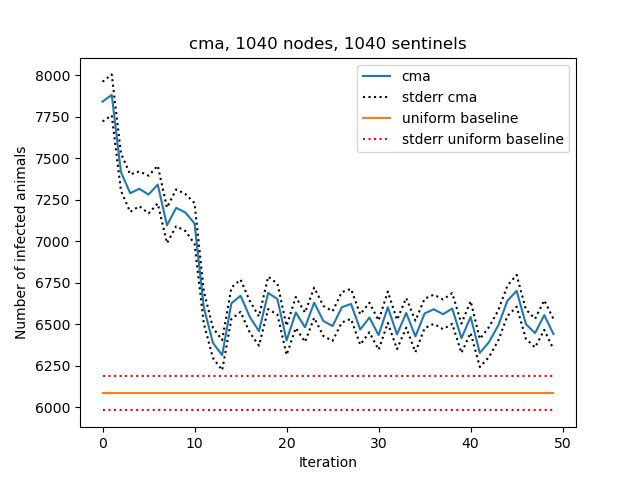 cma, 1040 nodes, 1040 sentinels
Number of infected animals
8000
7750
7500
7250
7000
6750
6500
6250
6000
cma
stderr cma
uniform baseline
stderr uniform baseline
0 10 20 30 40 50
Iteration